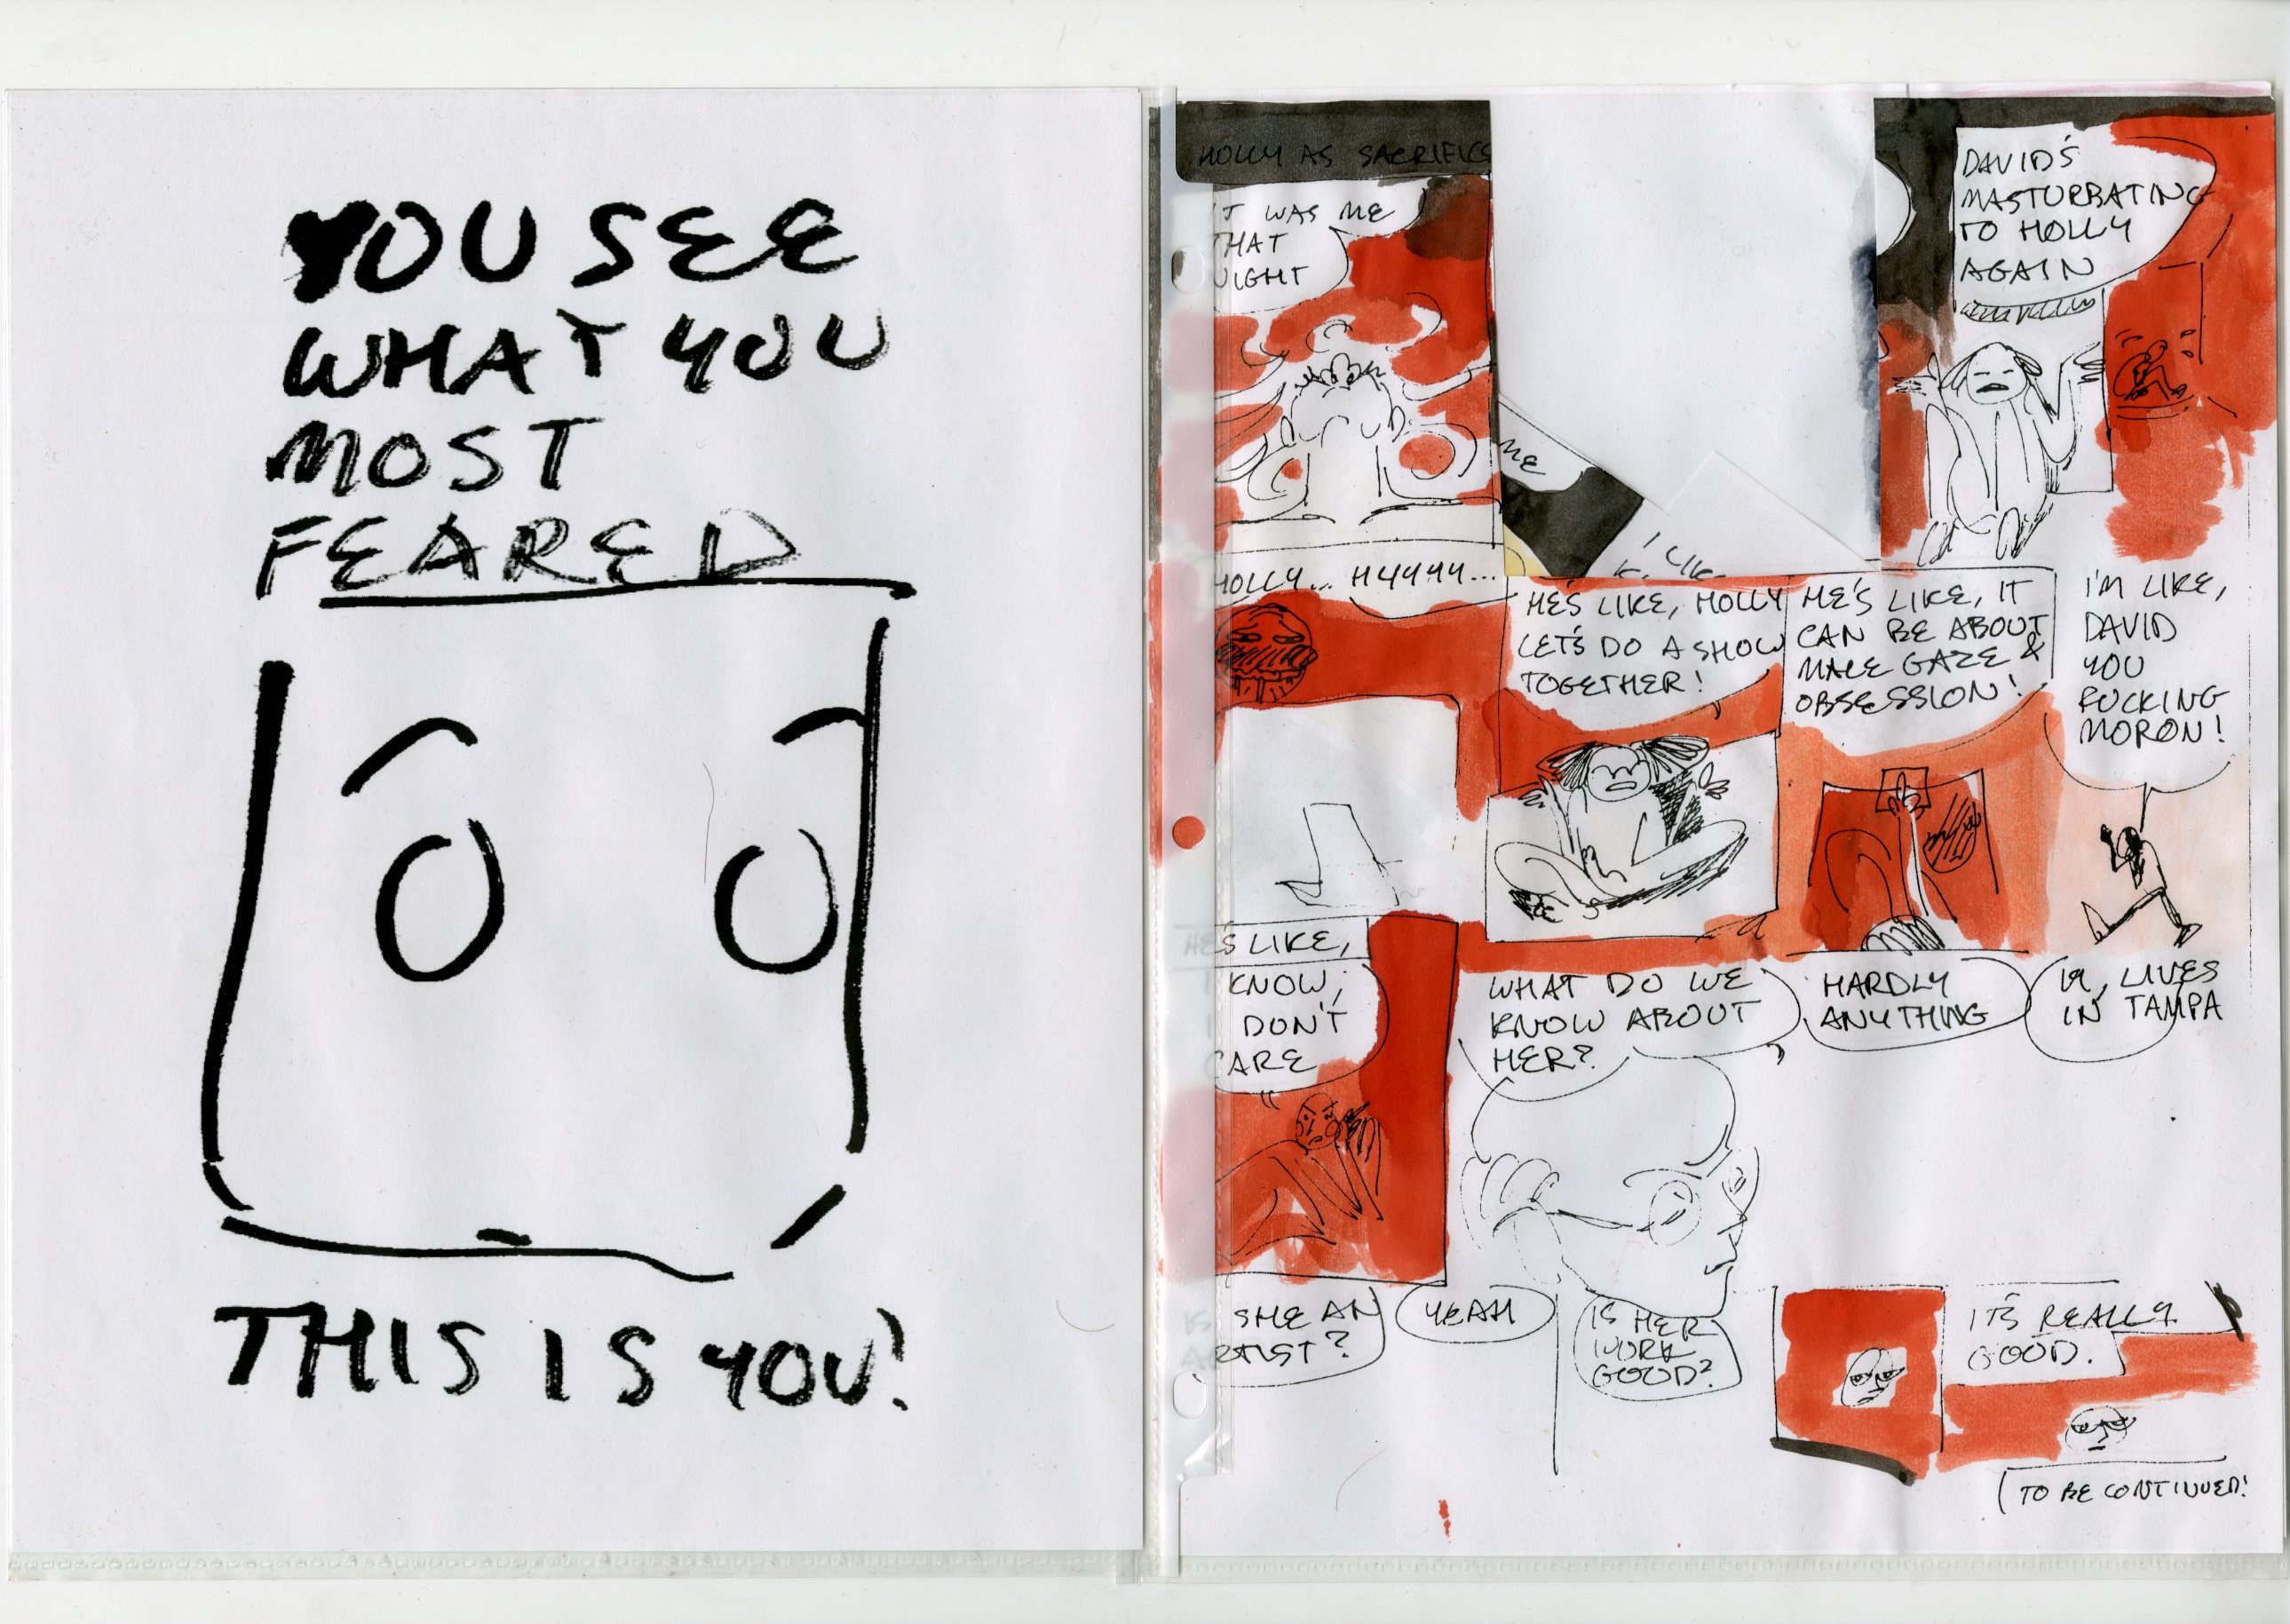 YOU SEE
WHAT YOU
MOST
FEARED
THIS IS YOU!
HOLLY AS SACRIFICE
IT WAS ME
THAT
NIGHT
DAVID'S
MASTURBATING
TO HOLLY
AGAIN
ME
I LIK
HOLLY... HYYYY...
HE'S LIKE, HOLLY
LET'S DO A SHOW
TOGETHER!
HE'S LIKE, IT
CAN BE ABOUT
MALE GAZE &
OBSESSION!
I'M LIKE,
DAVID
YOU
FUCKING
MORON!
HE'S LIKE,
I KNOW,
I DON'T
CARE
WHAT DO WE
KNOW ABOUT
HER?
HARDLY
ANYTHING
19, LIVES
IN TAMPA
IS SHE AN
ARTIST?
YEAH
IS HER
WORK
GOOD?
IT'S REALLY
GOOD.
TO BE CONTINUED!